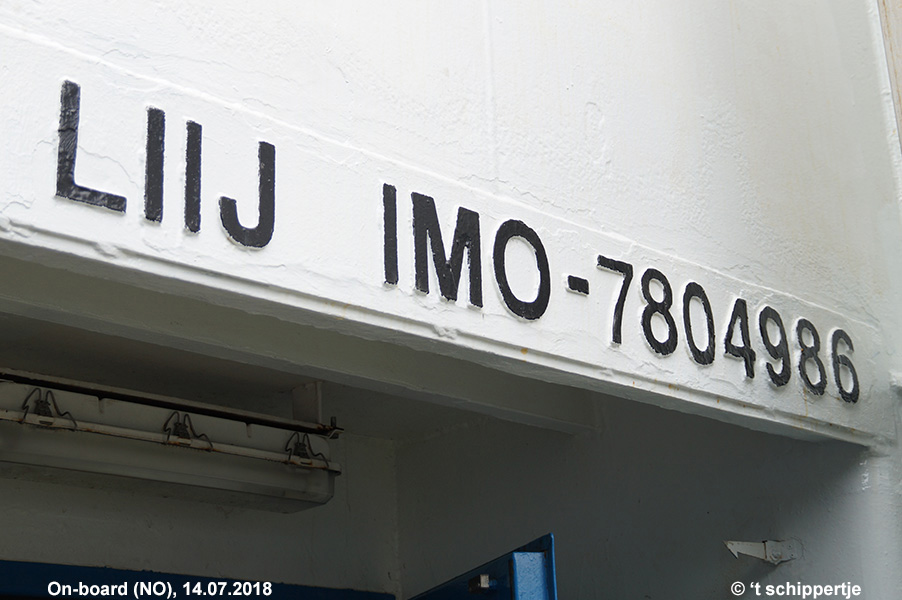 LIIJ IMO-7804986
On-board (NO), 14.07.2018
© 't schippertje